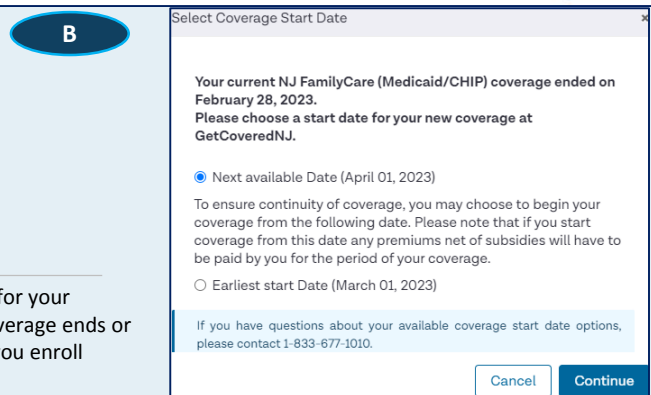 B
Select Coverage Start Date
×
Your current NJ FamilyCare (Medicaid/CHIP) coverage ended on
February 28, 2023.
Please choose a start date for your new coverage at
GetCoveredNJ.
Next available Date (April 01, 2023)
To ensure continuity of coverage, you may choose to begin your
coverage from the following date. Please note that if you start
coverage from this date any premiums net of subsidies will have to
be paid by you for the period of your coverage.
Earliest start Date (March 01, 2023)
If you have questions about your available coverage start date options,
please contact 1-833-677-1010.
Cancel
Continue
for your
verage ends or
you enroll